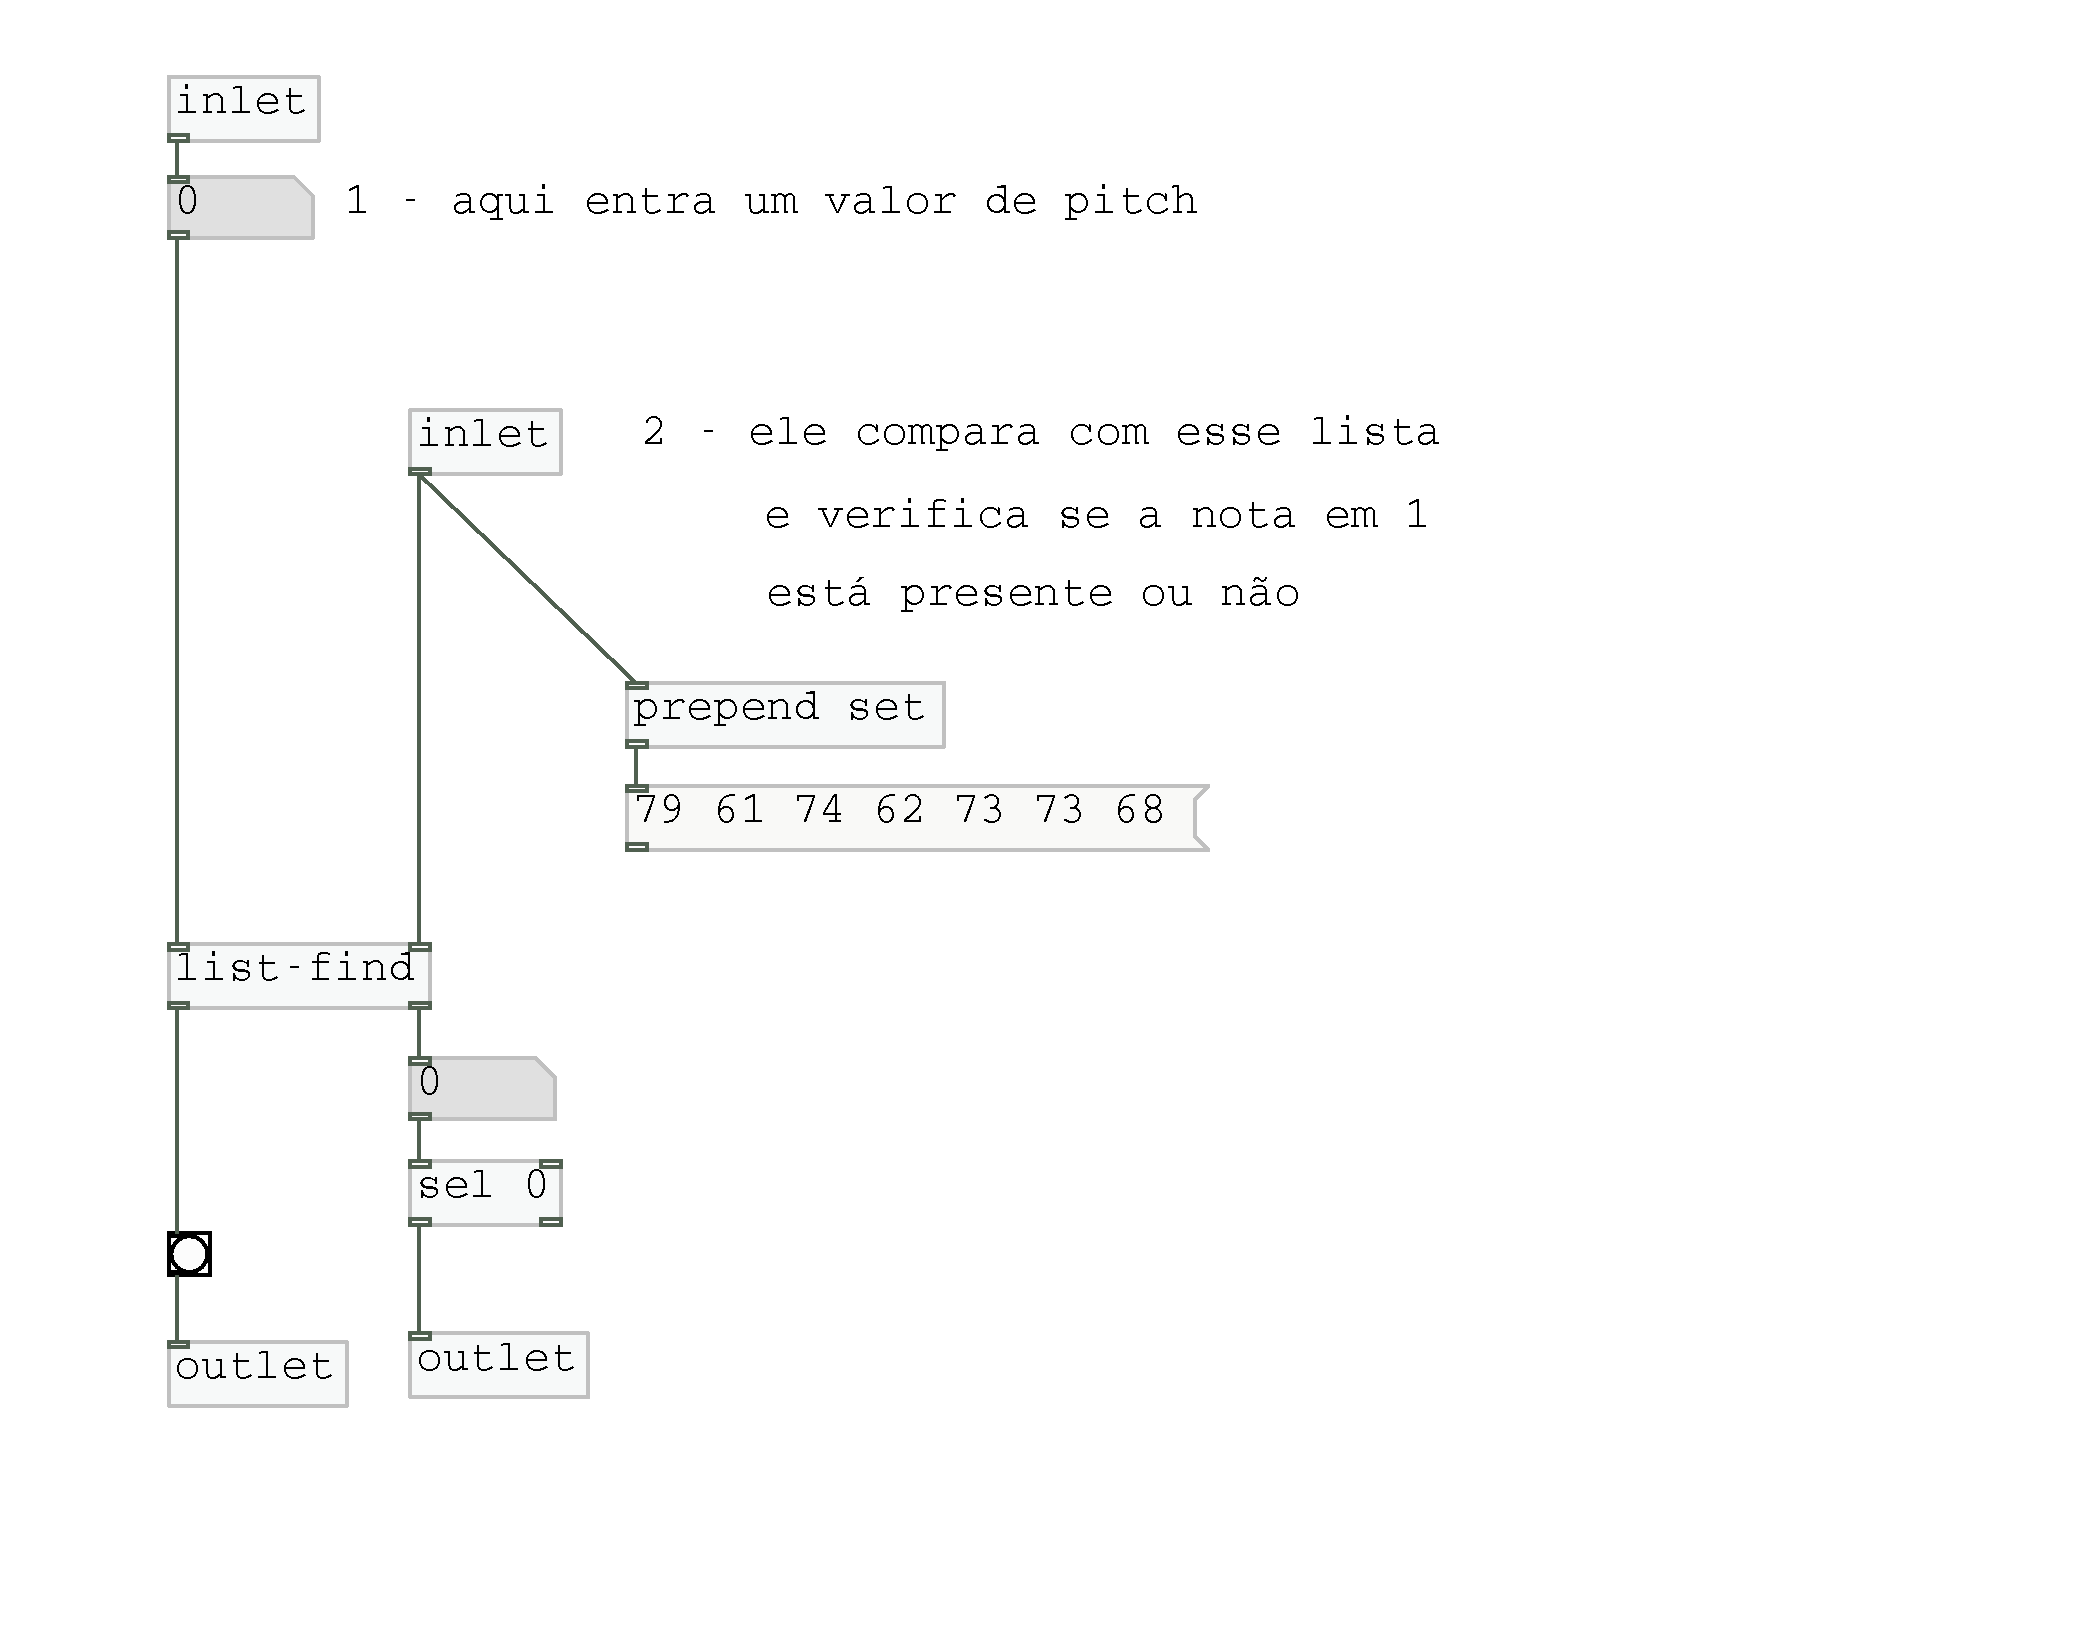 inlet
0
1 - aqui entra um valor de pitch
inlet
2 - ele compara com esse lista
e verifica se a nota em 1
está presente ou não
prepend set
79 61 74 62 73 73 68
list-find
0
sel 0
outlet
outlet